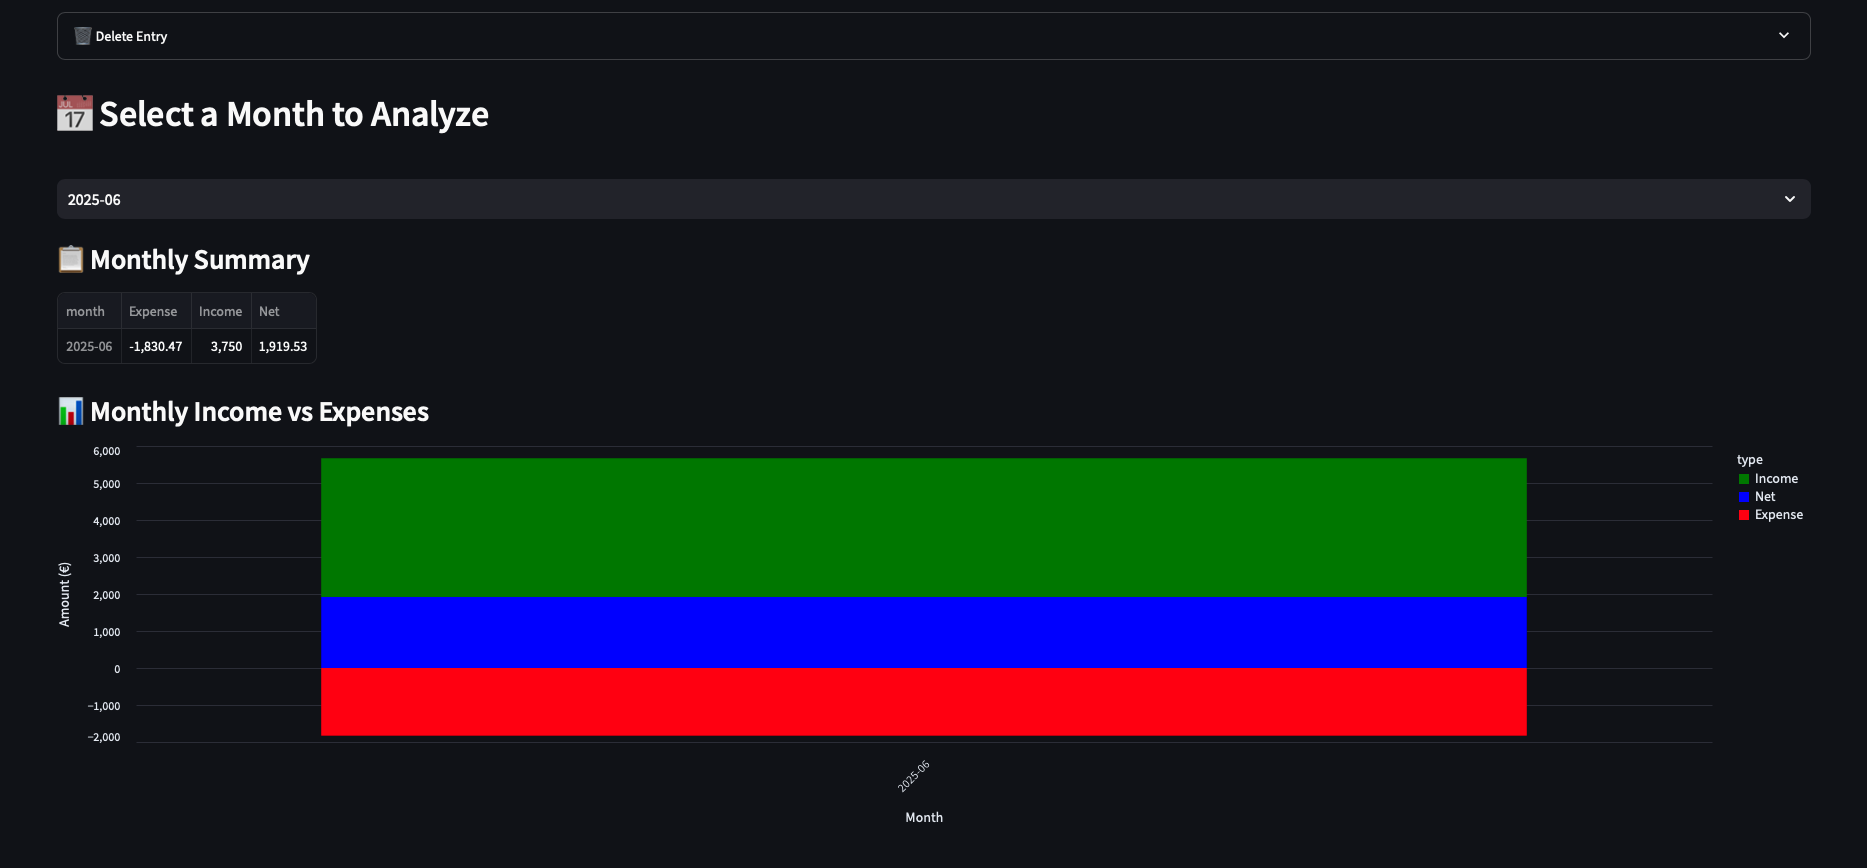 Delete Entry
JUL 17 Select a Month to Analyze
2025-06
Monthly Summary
month Expense Income Net
2025-06 -1,830.47 3,750 1,919.53
Monthly Income vs Expenses
6,000
5,000
4,000
3,000
2,000
1,000
0
−1,000
−2,000
Amount (€)
2025-06
Month
type
Income
Net
Expense